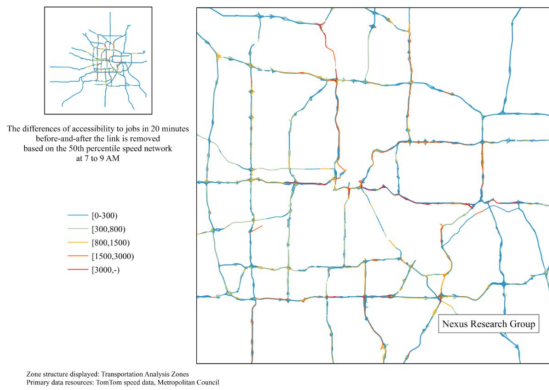 The differences of accessibility to jobs in 20 minutes
before-and-after the link is removed
based on the 50th percentile speed network
at 7 to 9 AM
[0-300)
[300,800)
[800,1500)
[1500,3000)
[3000,-)
Nexus Research Group
Zone structure displayed: Transportation Analysis Zones
Primary data resources: TomTom speed data, Metropolitan Council